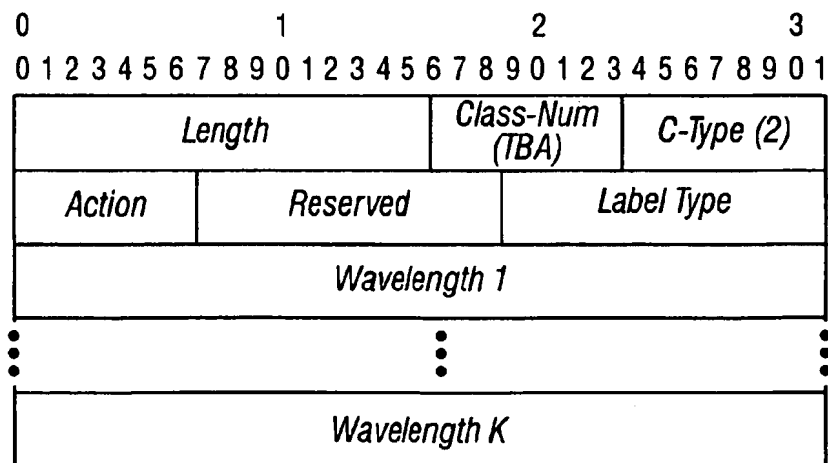 0 1 2 3
0 1 2 3 4 5 6 7 8 9 0 1 2 3 4 5 6 7 8 9 0 1 2 3 4 5 6 7 8 9 0 1
Length Class-Num (TBA) C-Type (2)
Action Reserved Label Type
Wavelength 1
Wavelength K